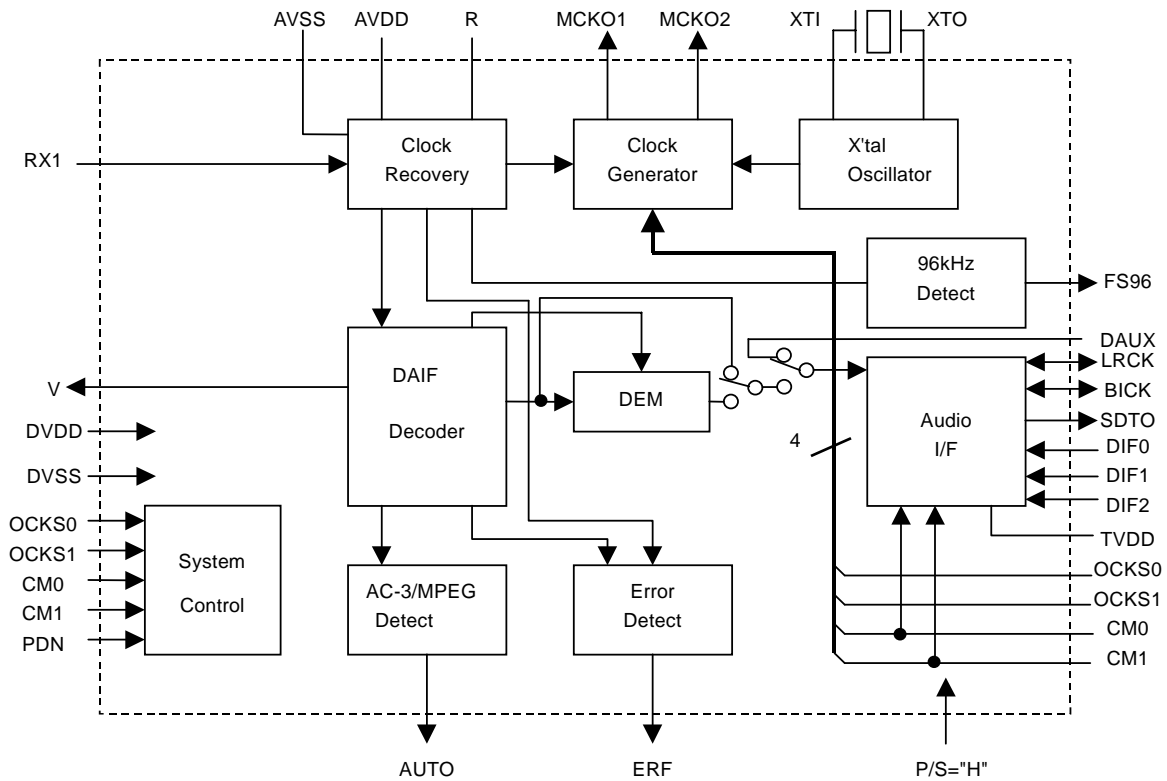 AVSS AVDD R MCKO1 MCKO2 XTI XTO
RX1
Clock
Recovery
Clock
Generator
X'tal
Oscillator
96kHz
Detect
FS96
DAUX
LRCK
BICK
SDTO
DIF0
DIF1
DIF2
TVDD
OCKS0
OCKS1
CM0
CM1
V
DVDD
DVSS
OCKS0
OCKS1
CM0
CM1
PDN
DAIF
Decoder
DEM
4
Audio
I/F
System
Control
AC-3/MPEG
Detect
Error
Detect
AUTO
ERF
P/S="H"